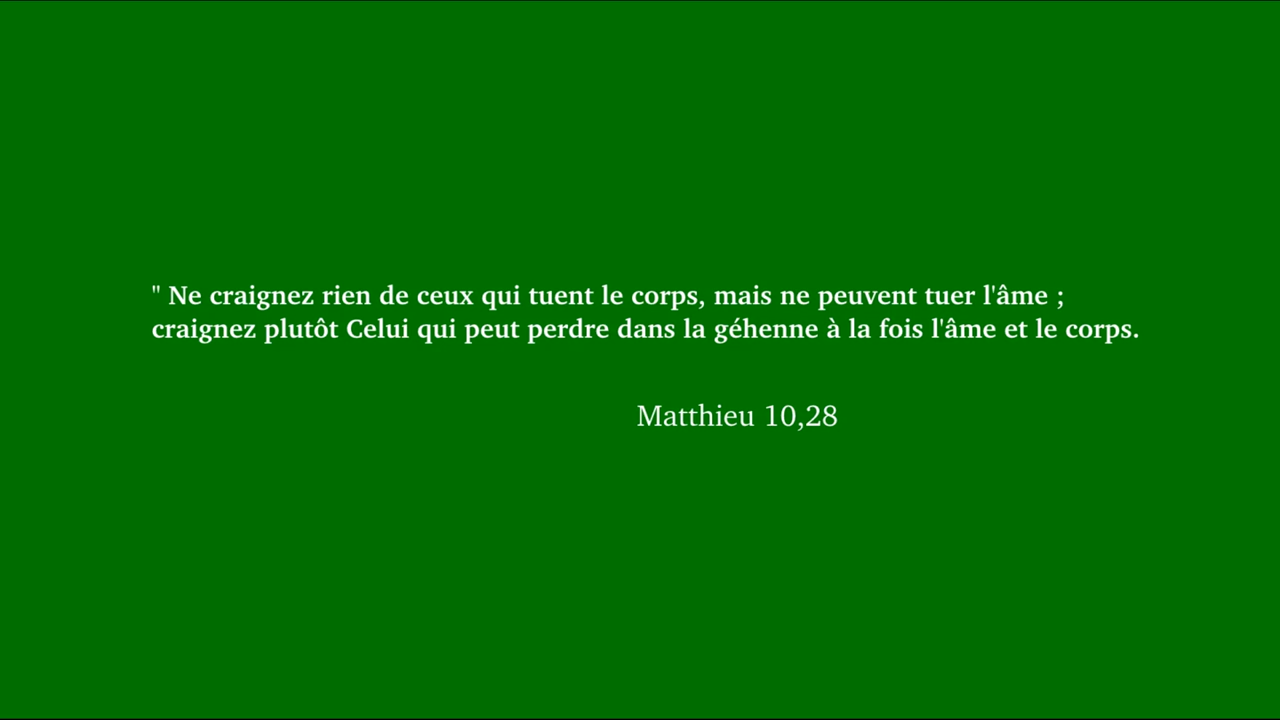 " Ne craignez rien de ceux qui tuent le corps, mais ne peuvent tuer l'âme ;
craignez plutôt Celui qui peut perdre dans la géhenne à la fois l'âme et le corps.
Matthieu 10,28